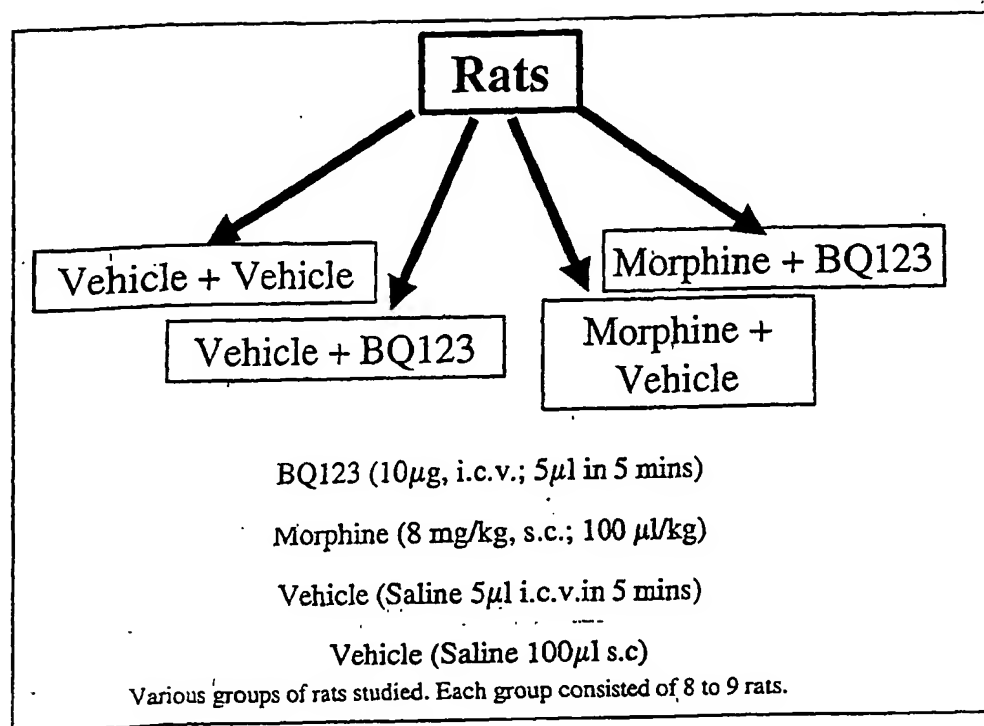 Rats
Vehicle + Vehicle
Vehicle + BQ123
Morphine + BQ123
Morphine +
Vehicle
BQ123 (10µg, i.c.v.; 5µl in 5 mins)
Morphine (8 mg/kg, s.c.; 100 µl/kg)
Vehicle (Saline 5µl i.c.v.in 5 mins)
Vehicle (Saline 100µl s.c)
Various groups of rats studied. Each group consisted of 8 to 9 rats.